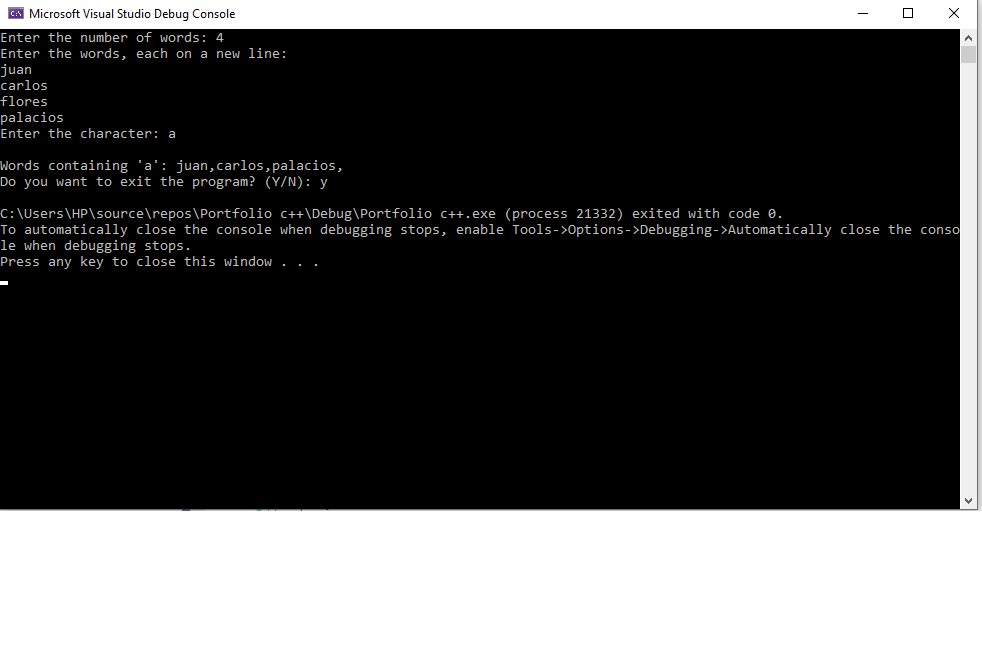 Microsoft Visual Studio Debug Console
Enter the number of words: 4
Enter the words, each on a new line:
juan
carlos
flores
palacios
Enter the character: a
Words containing 'a': juan,carlos,palacios,
Do you want to exit the program? (Y/N): y
C:\Users\HP\source\repos\Portfolio c++\Debug\Portfolio c++.exe (process 21332) exited with code 0.
To automatically close the console when debugging stops, enable Tools->Options->Debugging->Automatically close the conso
le when debugging stops.
Press any key to close this window . . .